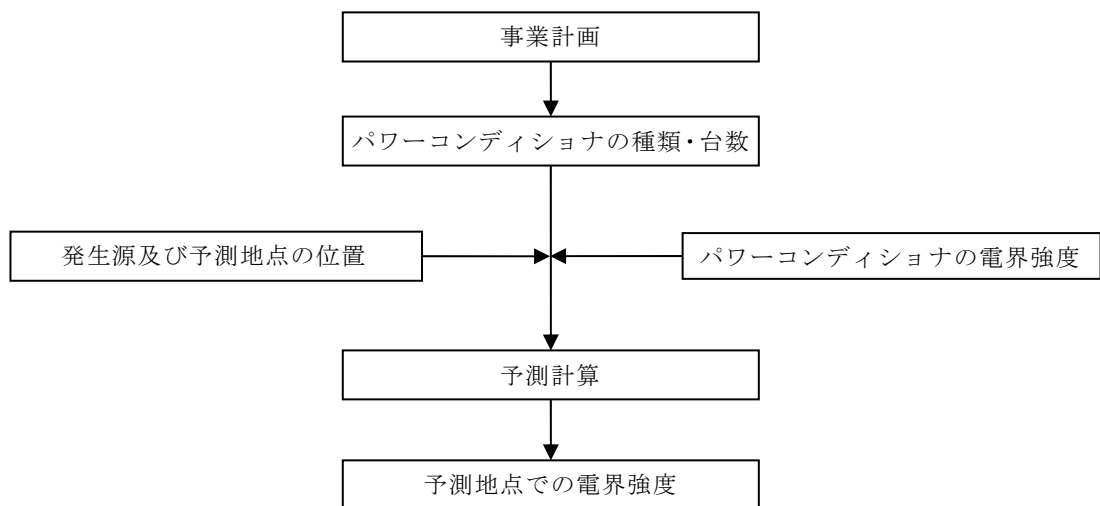 事業計画
パワーコンディショナの種類・台数
発生源及び予測地点の位置
パワーコンディショナの電界強度
予測計算
予測地点での電界強度